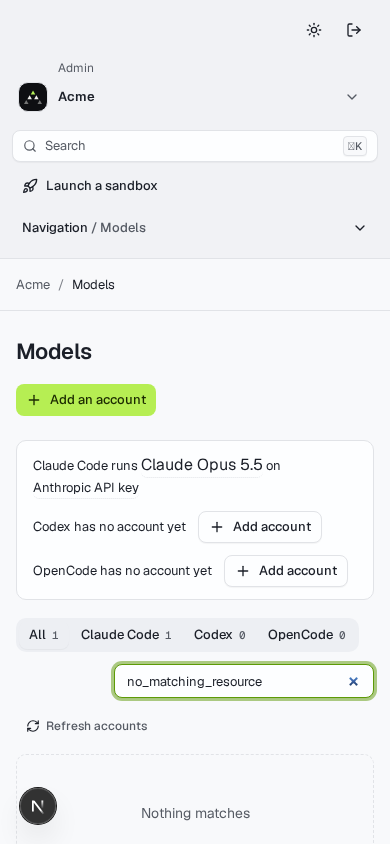 Admin
Acme
Search
K
Launch a sandbox
Navigation / Models
Acme / Models
Models
Add an account
Claude Code runs Claude Opus 5.5 on
Anthropic API key
Codex has no account yet Add account
OpenCode has no account yet Add account
All 1 Claude Code 1 Codex 0 OpenCode 0
no_matching_resource
Refresh accounts
N
Nothing matches